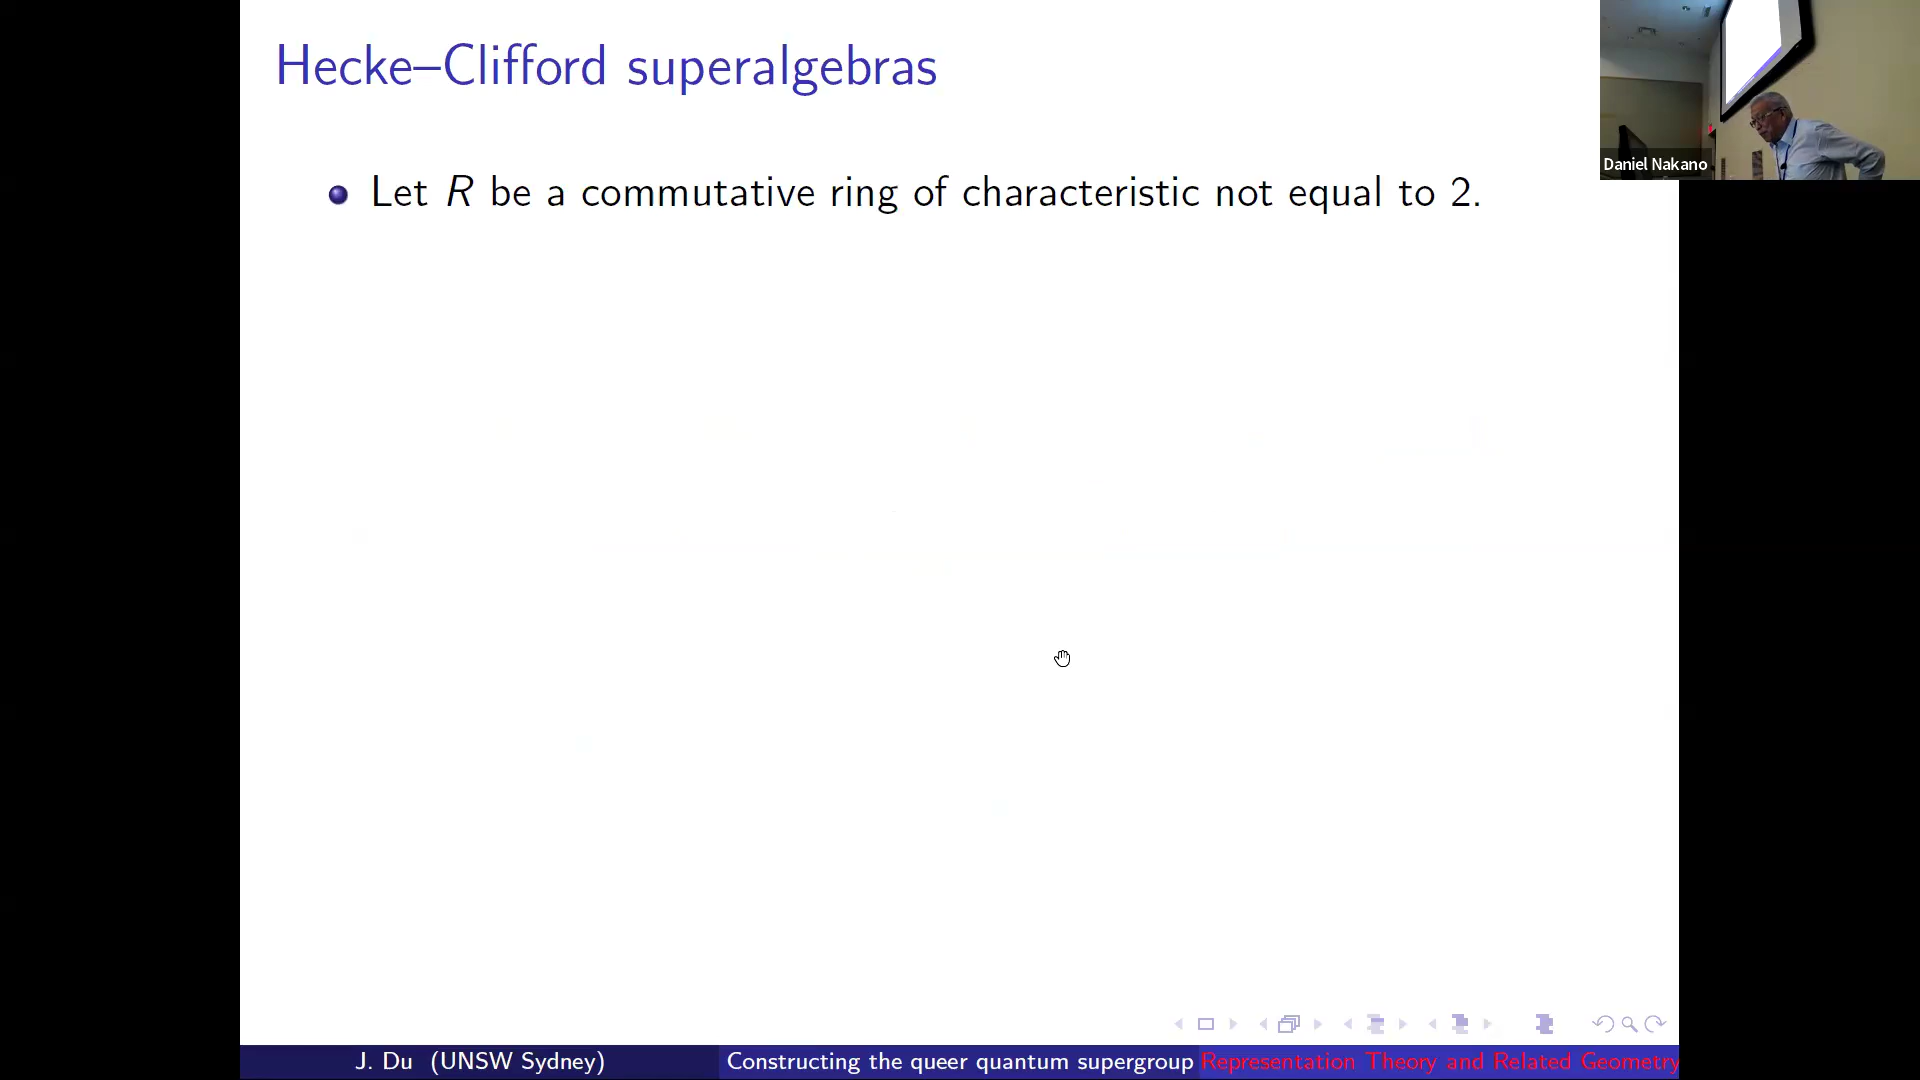 Hecke–Clifford superalgebras
Let R be a commutative ring of characteristic not equal to 2.
Daniel Nakano
J. Du (UNSW Sydney)
Constructing the queer quantum supergroup
Representation Theory and Related Geometry